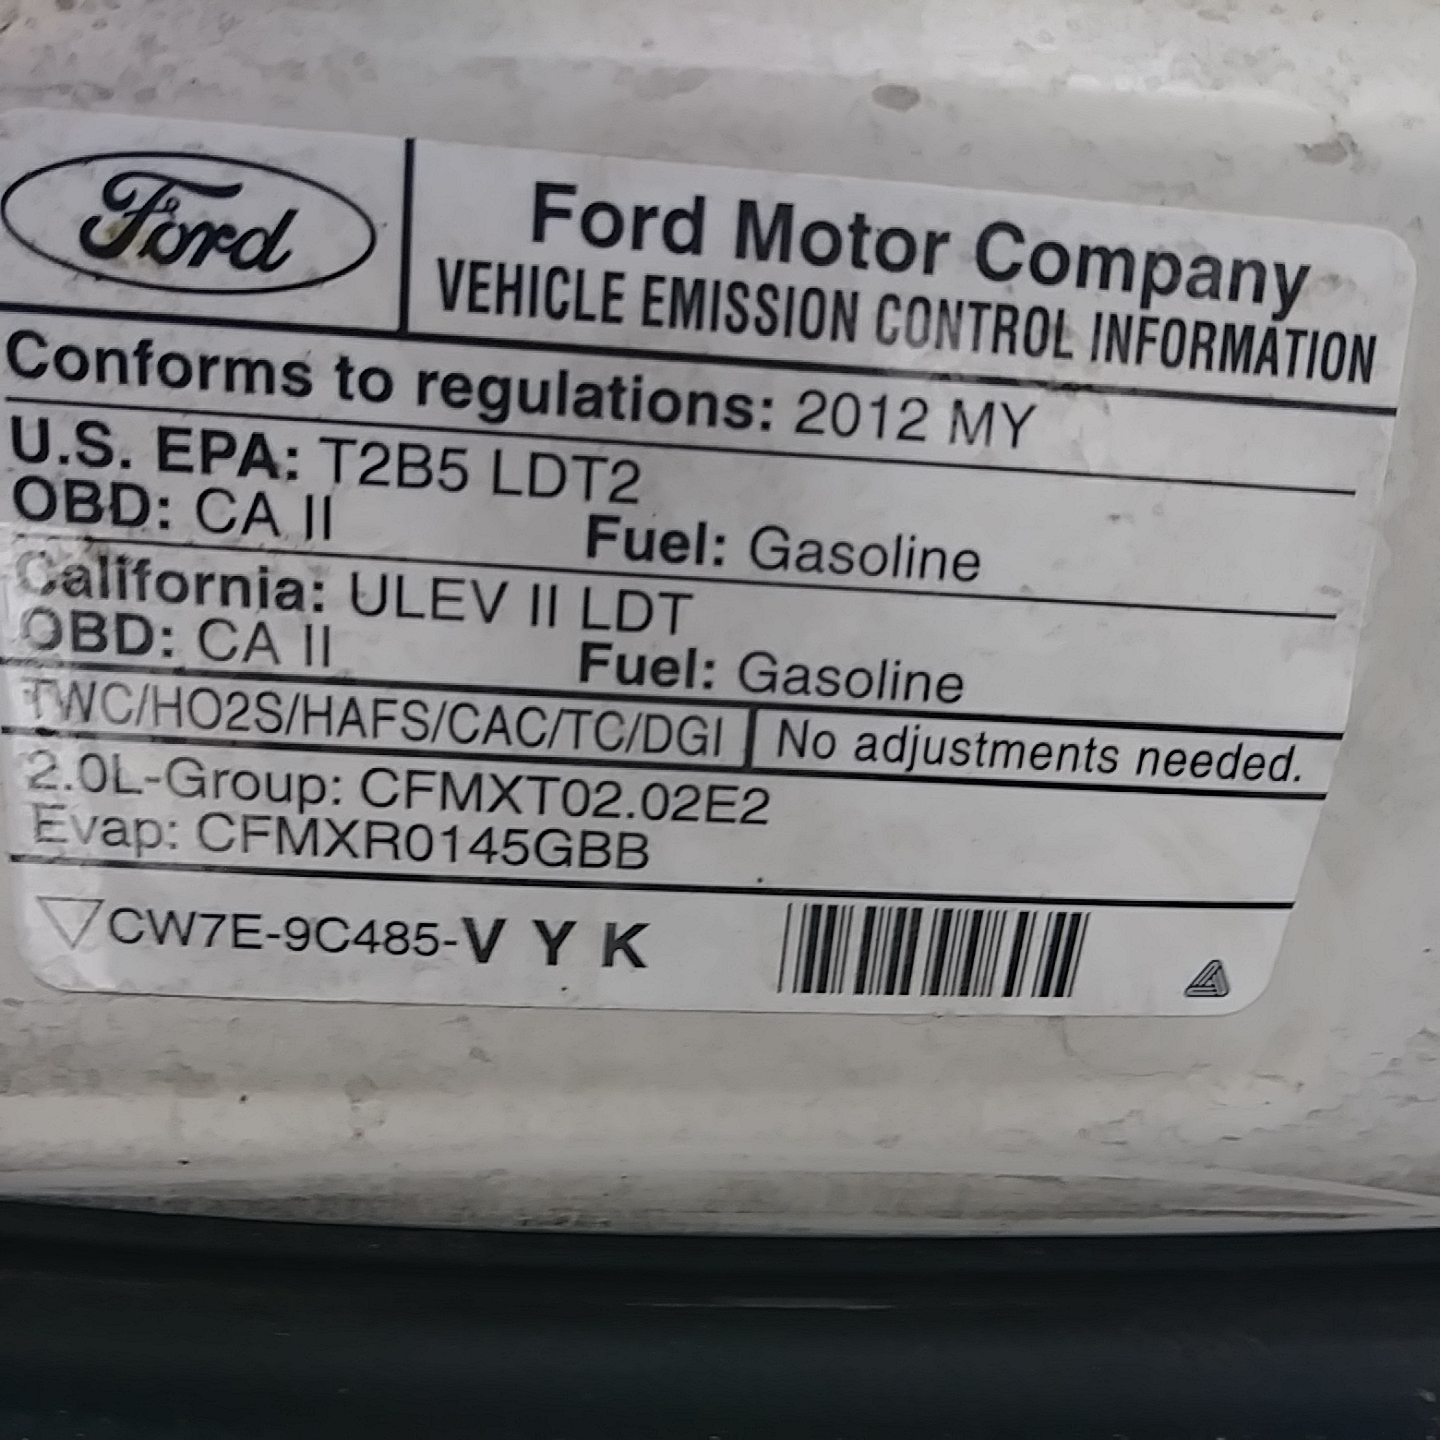 Ford
Ford Motor Company
VEHICLE EMISSION CONTROL INFORMATION
Conforms to regulations: 2012 MY
U.S. EPA: T2B5 LDT2
OBD: CA II Fuel: Gasoline
California: ULEV II LDT
OBD: CA II Fuel: Gasoline
TWC/HO2S/HAFS/CAC/TC/DGI No adjustments needed.
2.0L-Group: CFMXT02.02E2
Evap: CFMXR0145GBB
CW7E-9C485-V Y K